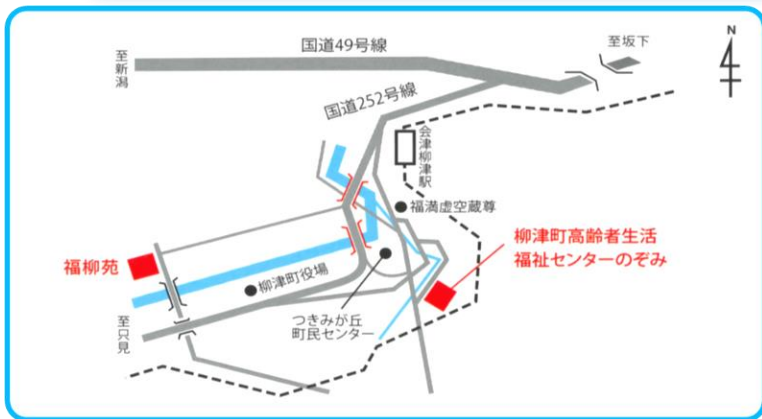 国道49号線
至坂下
N
至新潟
国道252号線
会津柳津駅
福満虚空蔵尊
柳津町高齢者生活
福祉センターのぞみ
福柳苑
柳津町役場
つきみが丘
町民センター
至只見